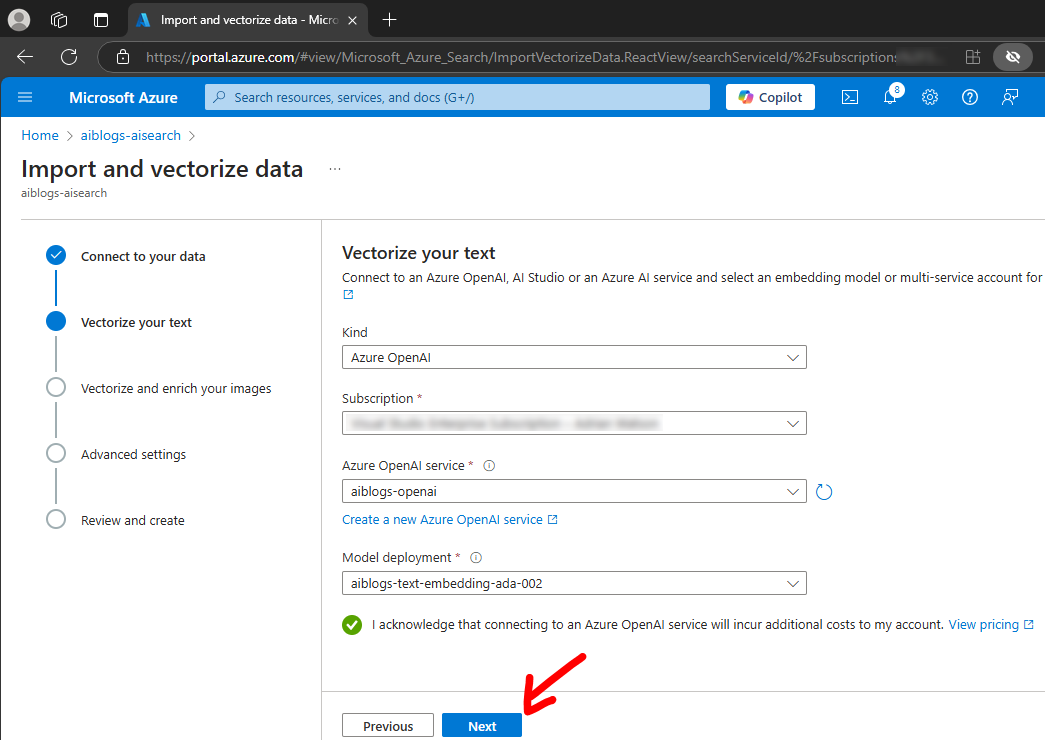 Import and vectorize data - Micro
https://portal.azure.com/#view/Microsoft_Azure_Search/ImportVectorizeData.ReactView/searchServiceId/%2Fsubscription
Microsoft Azure
Search resources, services, and docs (G+/)
Copilot
8
Home > aiblogs-aisearch >
Import and vectorize data ...
aiblogs-aisearch
Connect to your data
Vectorize your text
Vectorize and enrich your images
Advanced settings
Review and create
Vectorize your text
Connect to an Azure OpenAI, AI Studio or an Azure AI service and select an embedding model or multi-service account for
Kind
Azure OpenAI
Subscription *
Azure OpenAI service *
aiblogs-openai
Create a new Azure OpenAI service
Model deployment *
aiblogs-text-embedding-ada-002
I acknowledge that connecting to an Azure OpenAI service will incur additional costs to my account. View pricing
Previous
Next